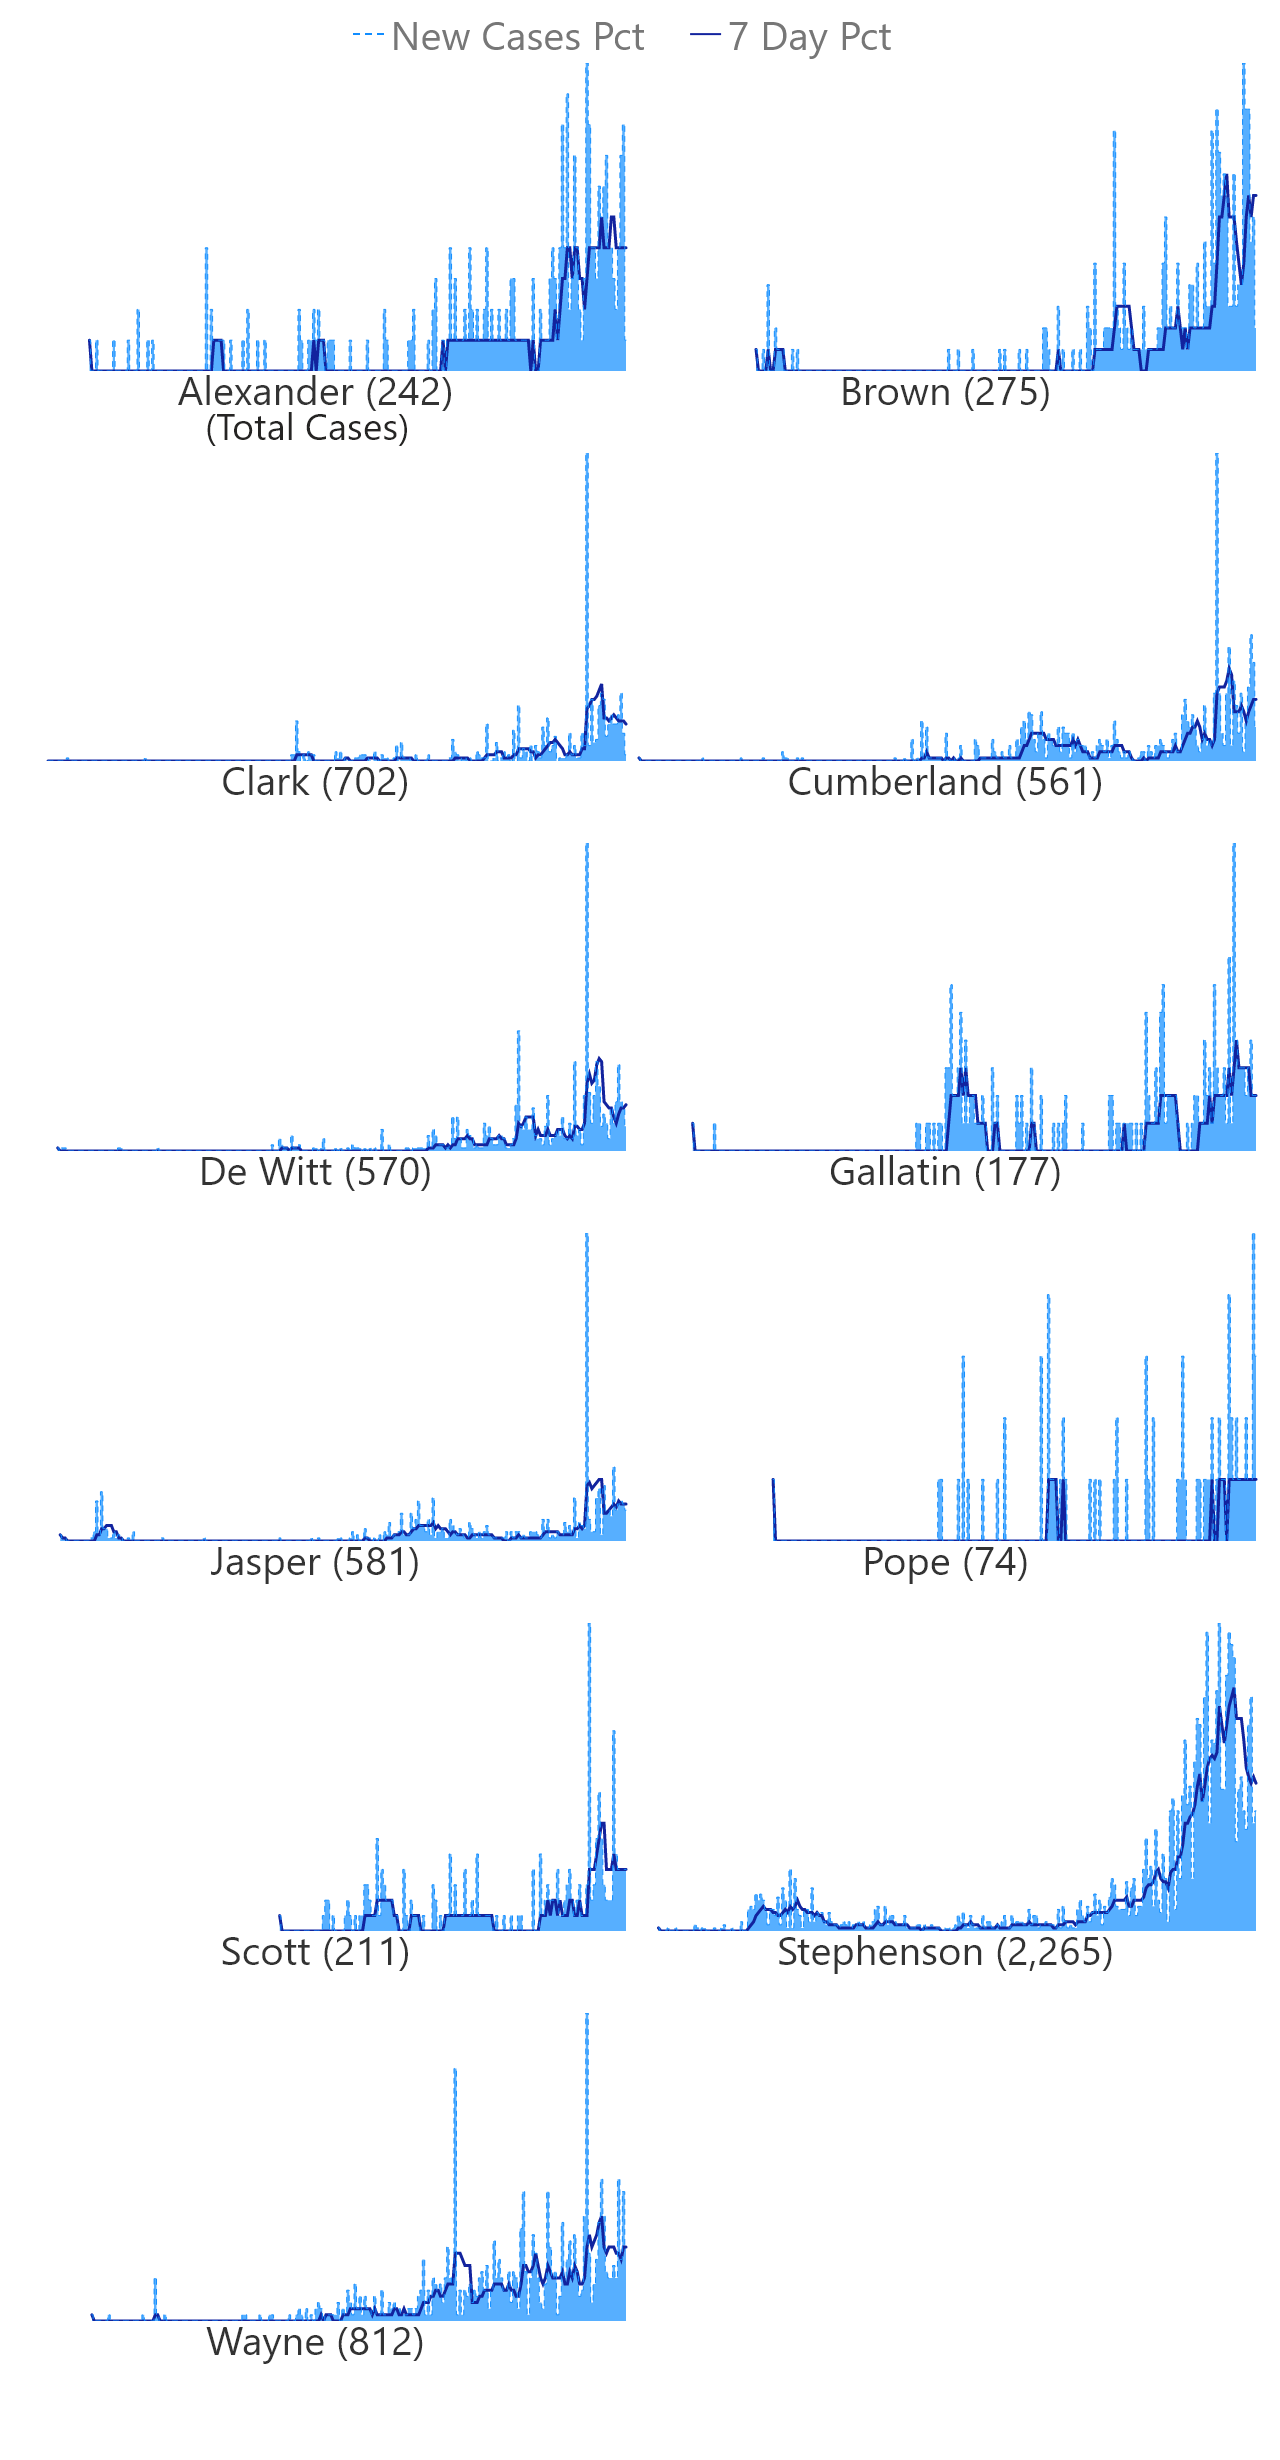 New Cases Pct 7 Day Pct
Alexander (242) Brown (275)
(Total Cases)
Clark (702) Cumberland (561)
De Witt (570) Gallatin (177)
Jasper (581) Pope (74)
Scott (211) Stephenson (2,265)
Wayne (812)